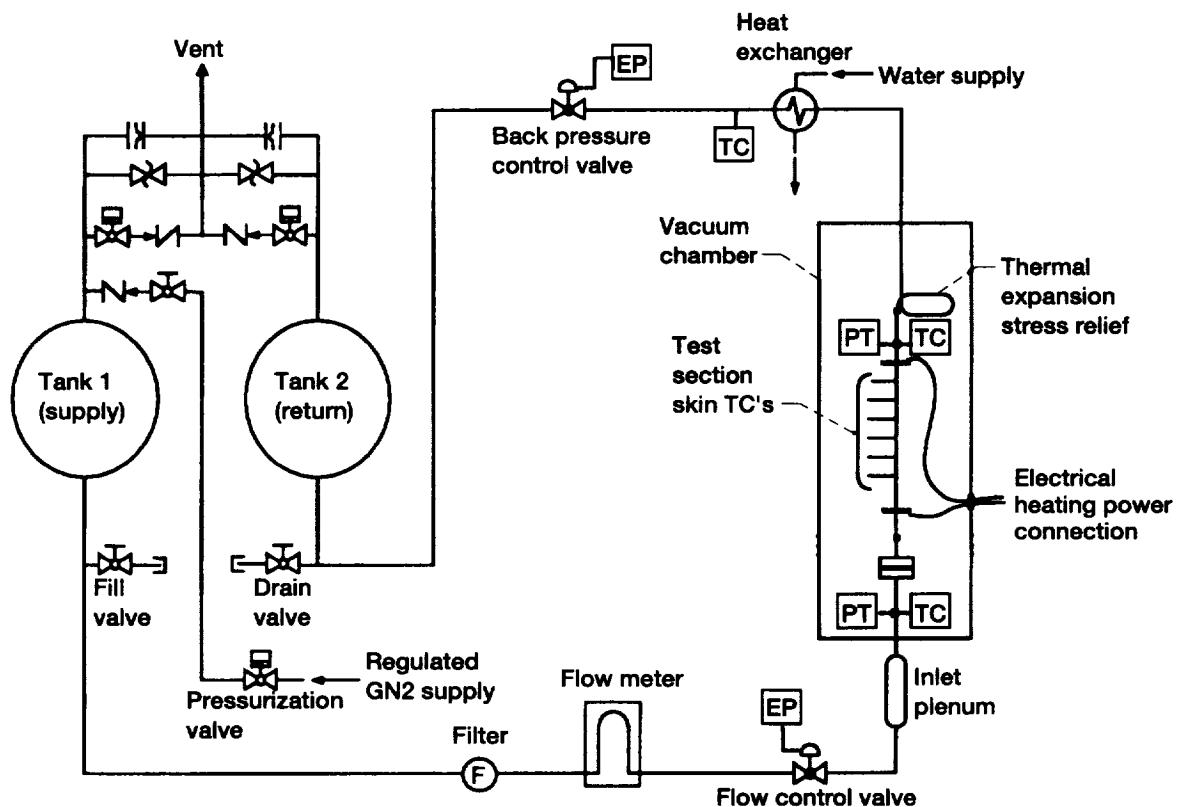 Vent
EP
Heat
exchanger
Water supply
Back pressure
control valve
TC
Vacuum
chamber
Thermal
expansion
stress relief
PT
TC
Test
section
skin TC's
Tank 1
(supply)
Tank 2
(return)
Electrical
heating power
connection
Fill
valve
Drain
valve
PT
TC
Regulated
GN2 supply
Pressurization
valve
Flow meter
Inlet
plenum
EP
Filter
F
Flow control valve